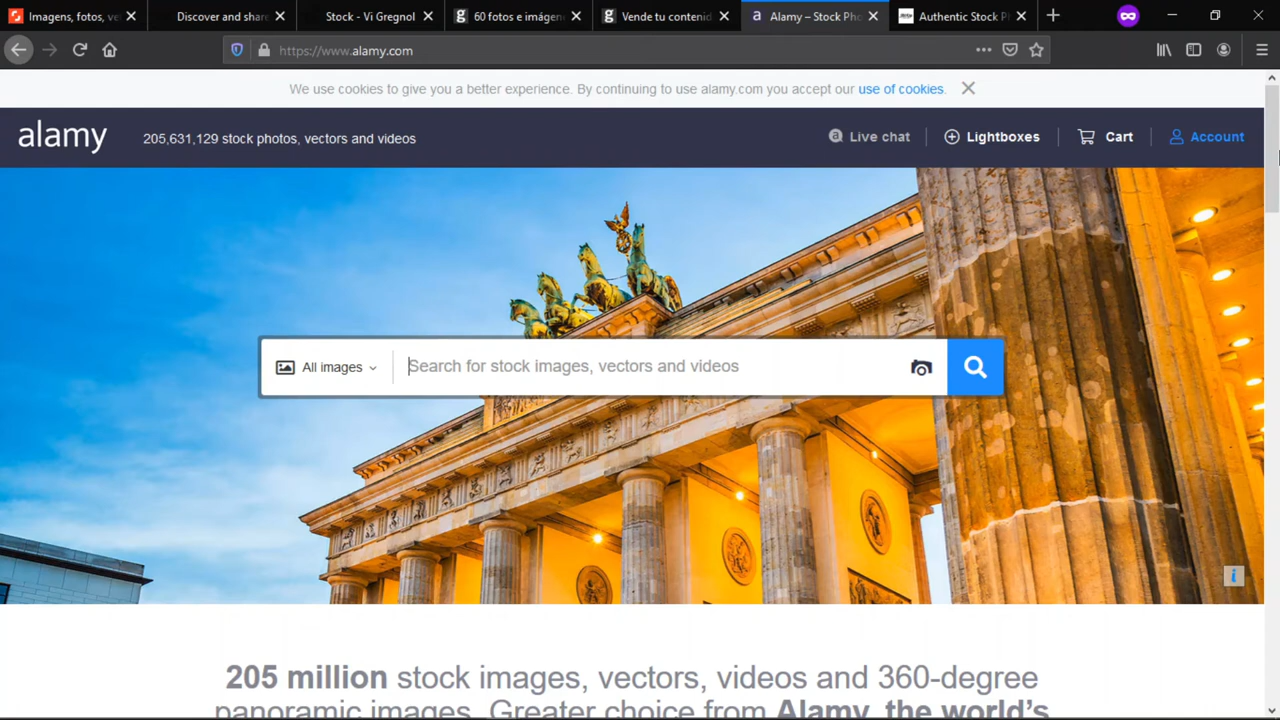 Imagens, fotos, ve
Discover and share
Stock - Vi Gregnol
60 fotos e imágen
Vende tu contenid
Alamy – Stock Pho
Authentic Stock P
https://www.alamy.com
We use cookies to give you a better experience. By continuing to use alamy.com you accept our use of cookies.
alamy
205,631,129 stock photos, vectors and videos
Live chat
Lightboxes
Cart
Account
All images
Search for stock images, vectors and videos
205 million stock images, vectors, videos and 360-degree
panoramic images. Greater choice from Alamy, the world's